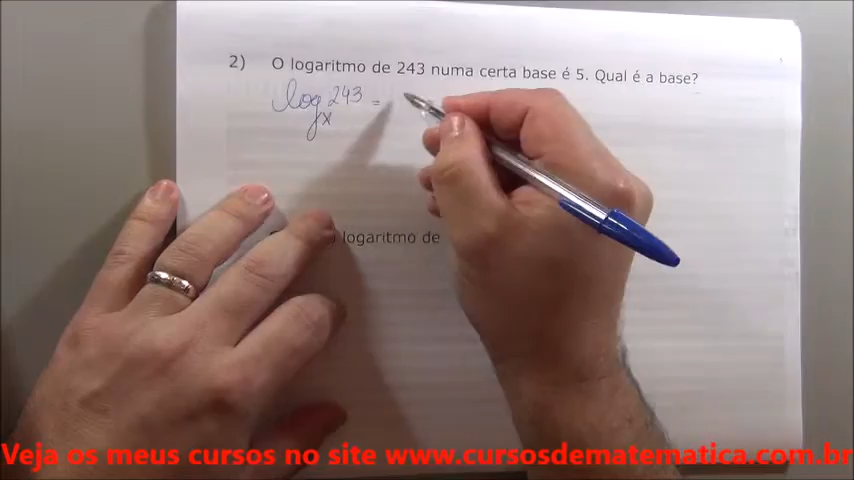 2) O logaritmo de 243 numa certa base é 5. Qual é a base?
log x 243 =
logaritmo de
Veja os meus cursos no site www.cursosdematematica.com.br